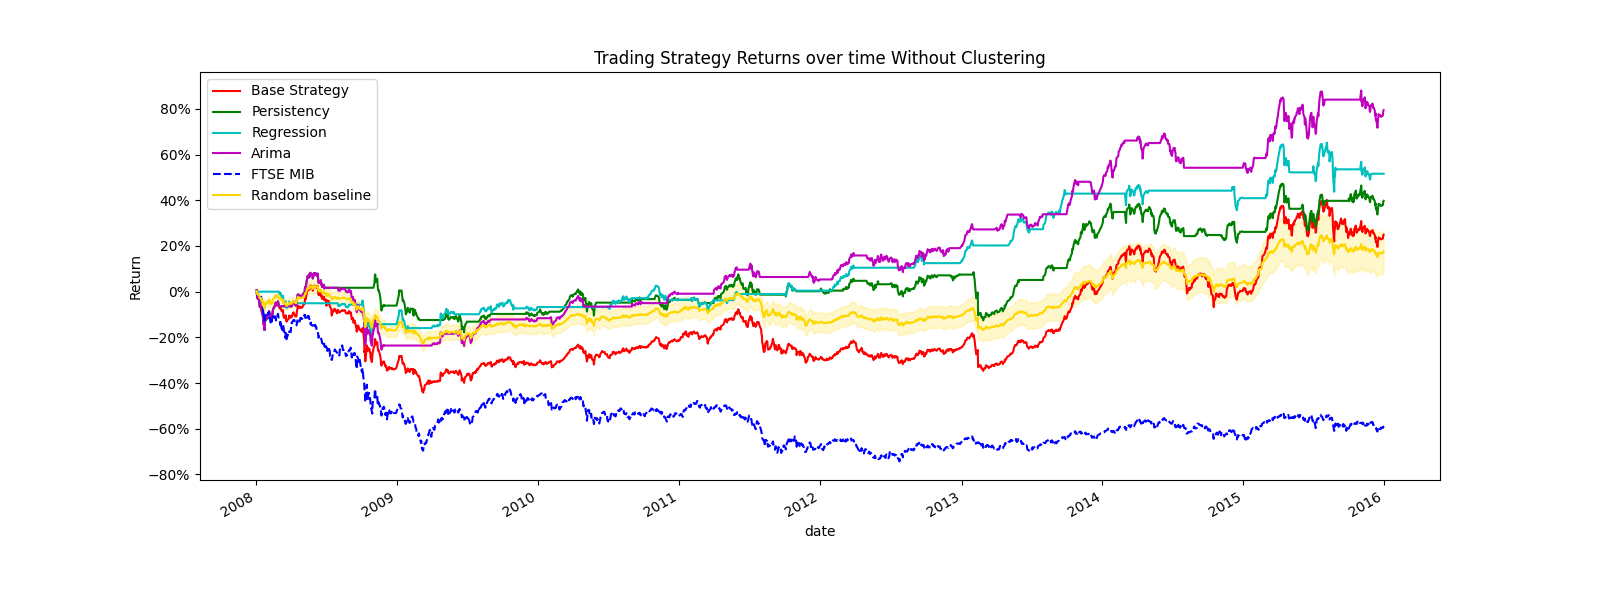 Trading Strategy Returns over time Without Clustering
Base Strategy
Persistency
Regression
Arima
FTSE MIB
Random baseline
Return
80%
60%
40%
20%
0%
−20%
−40%
−60%
−80%
2008 2009 2010 2011 2012 2013 2014 2015 2016
date